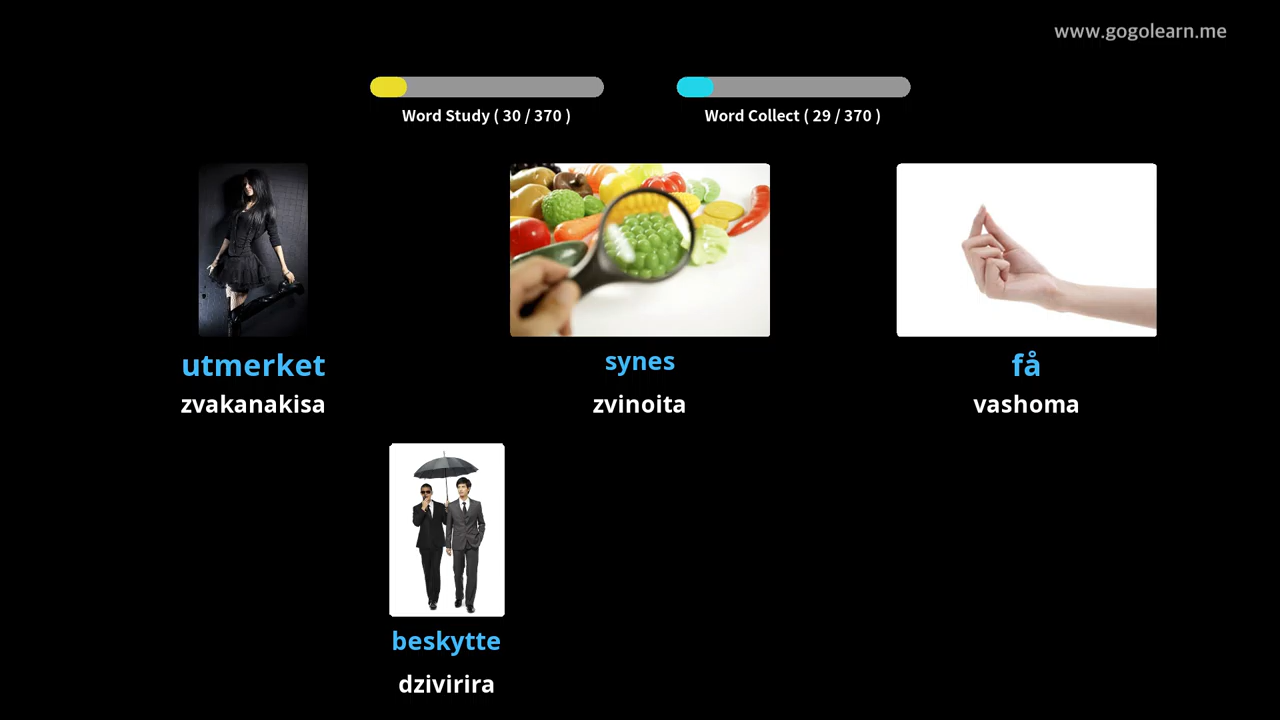 www.gogolearn.me
Word Study ( 30 / 370 )
Word Collect ( 29 / 370 )
utmerket
zvakanakisa
synes
zvinoita
få
vashoma
beskytte
dzivirira